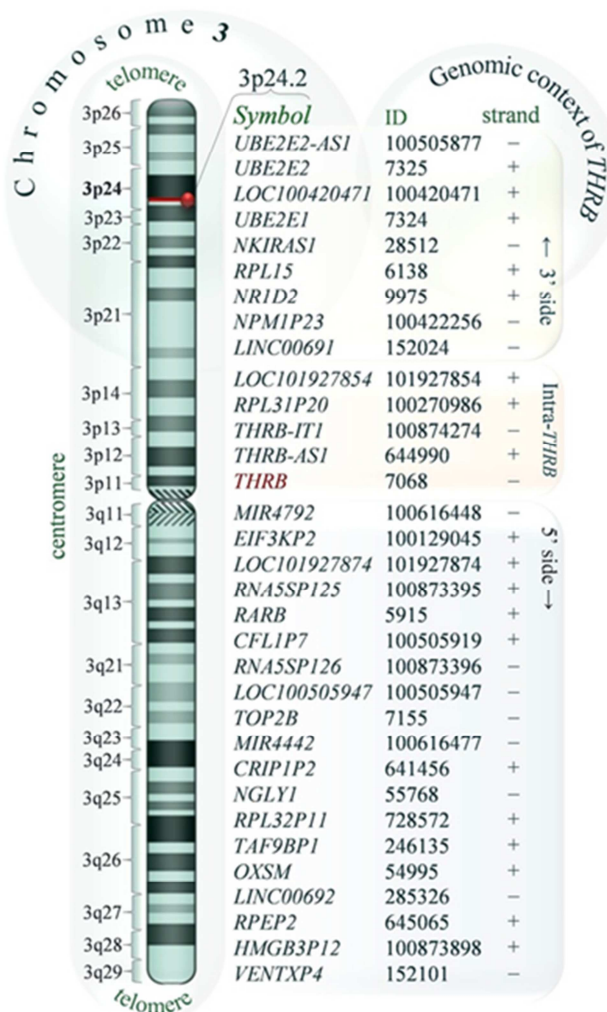 Chromosome 3
Genomic context of THRB
telomere
3p24.2
Symbol ID strand
UBE2E2-AS1 100505877 −
UBE2E2 7325 +
LOC100420471 100420471 +
UBE2E1 7324 +
NKIRAS1 28512 −
RPL15 6138 +
NR1D2 9975 +
NPM1P23 100422256 −
LINC00691 152024 −
← 3' side
LOC101927854 101927854 +
RPL31P20 100270986 +
THRB-IT1 100874274 −
THRB-AS1 644990 +
THRB 7068 −
Intra-THRB
MIR4792 100616448 −
EIF3KP2 100129045 +
LOC101927874 101927874 +
RNA5SP125 100873395 +
RARB 5915 +
CFL1P7 100505919 +
RNA5SP126 100873396 −
LOC100505947 100505947 −
TOP2B 7155 −
MIR4442 100616477 −
CRIP1P2 641456 +
NGLY1 55768 −
RPL32P11 728572 +
TAF9BP1 246135 +
OXSM 54995 +
LINC00692 285326 −
RPEP2 645065 +
HMGB3P12 100873898 +
VENTXP4 152101 −
5' side →
3p26
3p25
3p24
3p23
3p22
3p21
3p14
3p13
3p12
3p11
centromere
3q11
3q12
3q13
3q21
3q22
3q23
3q24
3q25
3q26
3q27
3q28
3q29
telomere